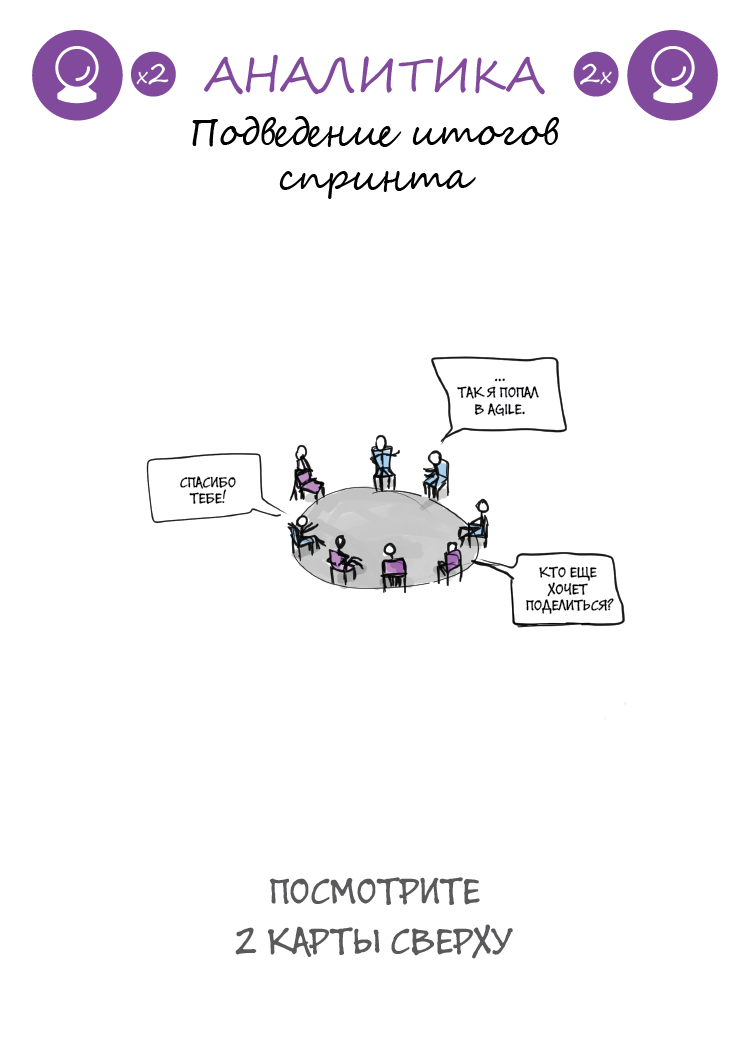 x2 АНАЛИТИКА 2x
Подведение итогов
спринта
...
ТАК Я ПОПАЛ
В AGILE.
СПАСИБО
ТЕБЕ!
КТО ЕЩЕ
ХОЧЕТ
ПОДЕЛИТЬСЯ?
ПОСМОТРИТЕ
2 КАРТЫ СВЕРХУ